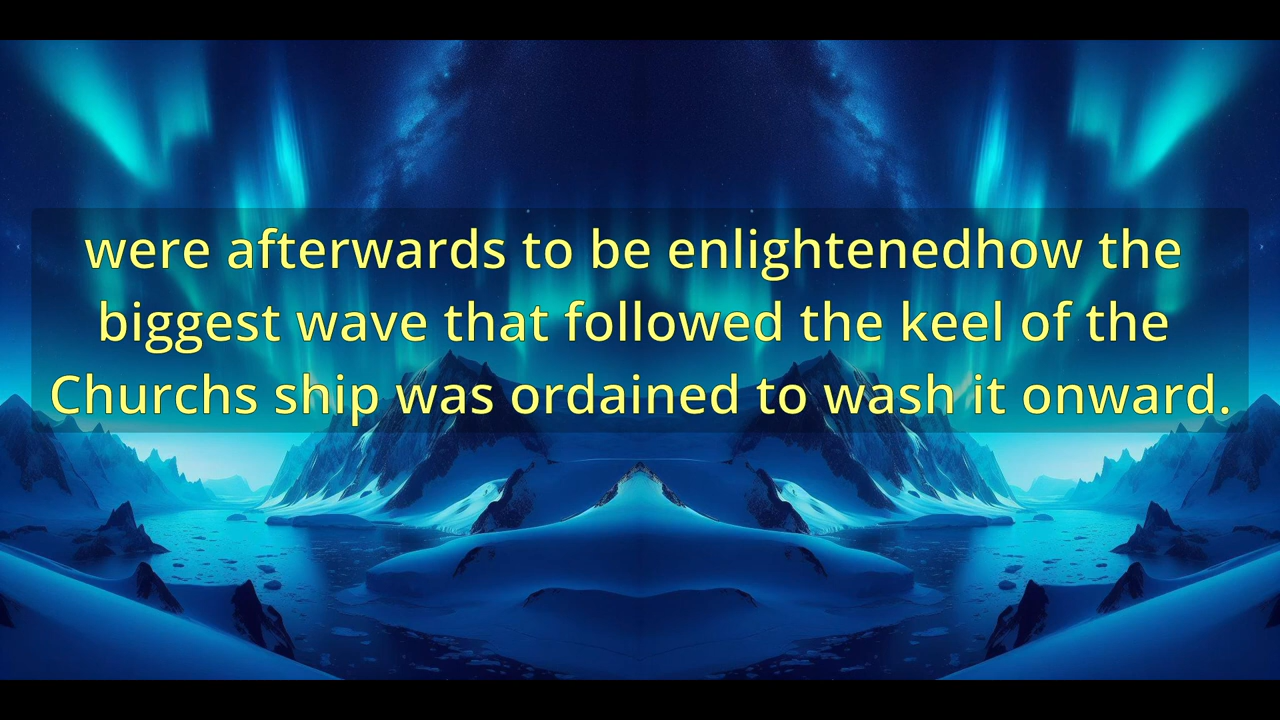 were afterwards to be enlightenedhow the
biggest wave that followed the keel of the
Churchs ship was ordained to wash it onward.